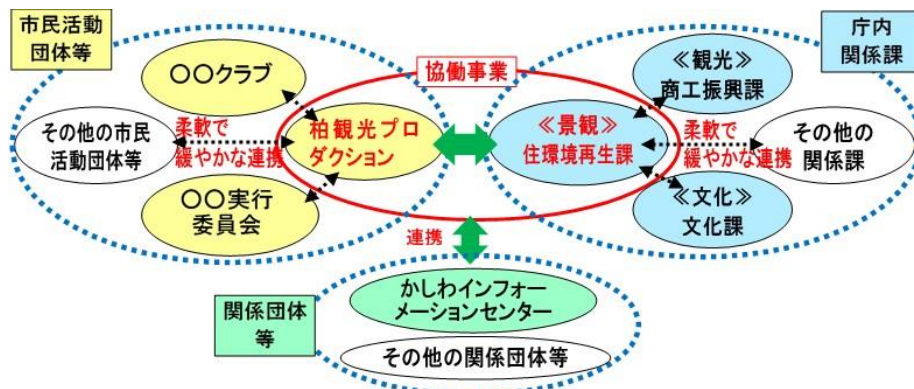 市民活動
団体等
〇〇クラブ
その他の市民
活動団体等
柔軟で
緩やかな連携
柏観光プロ
ダクション
〇〇実行
委員会
協働事業
庁内
関係課
≪観光≫
商工振興課
≪景観≫
住環境再生課
柔軟で
緩やかな連携
その他の
関係課
≪文化≫
文化課
連携
関係団体
等
かしわインフォー
メーションセンター
その他の関係団体等